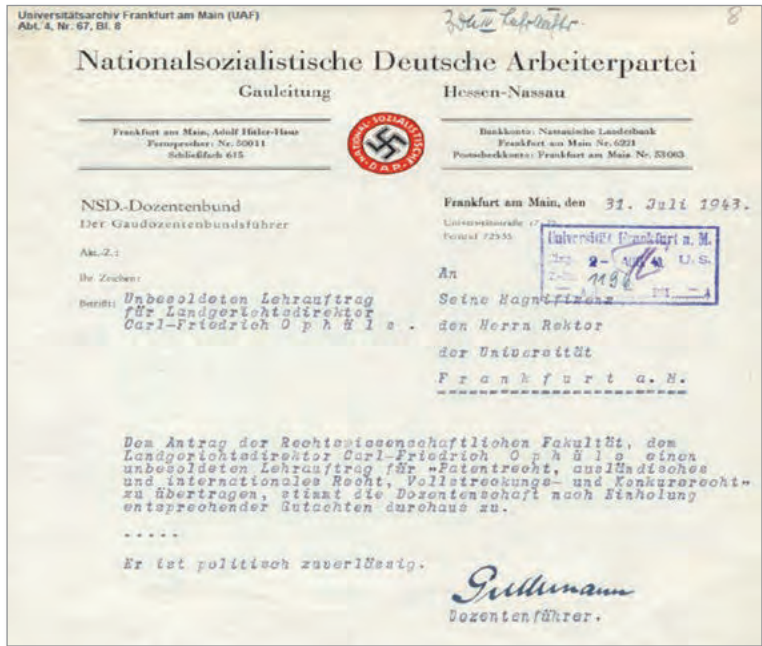 Universitätsarchiv Frankfurt am Main (UAF)
Abt. 4, Nr. 67, Bl. 8
8
Nationalsozialistische Deutsche Arbeiterpartei
Gauleitung Hessen-Nassau
Frankfurt am Main, Adolf Hitler-Haus
Fernsprecher: Nr. 30011
Schließfach 615
NATIONAL-SOZIALISTISCHE D.A.P.
Bankkonto: Nassauische Landesbank
Frankfurt am Main Nr. 6221
Postscheckkonto: Frankfurt am Main Nr. 53063
NSD.-Dozentenbund
Der Gaudozentenbundsführer
Akt.-Z.:
Ihr Zeichen:
Betrifft: Unbesoldeten Lehrauftrag
für Landgerichtsdirektor
Carl-Friedrich O p h ü l s .
Frankfurt am Main, den 31. Juli 1943.
Universität Frankfurt a. M.
An
Seine Magnifizenz
den Herrn Rektor
der Universität
F r a n k f u r t a. M.
Dem Antrag der Rechtswissenschaftlichen Fakultät, dem
Landgerichtsdirektor Carl-Friedrich O p h ü l s einen
unbesoldeten Lehrauftrag für "Patentrecht, ausländisches
und internationales Recht, Vollstreckungs- und Konkursrecht"
zu übertragen, stimmt die Dozentenschaft nach Einholung
entsprechender Gutachten durchaus zu.
- - - - -
Er ist politisch zuverlässig.
Dozentenführer.